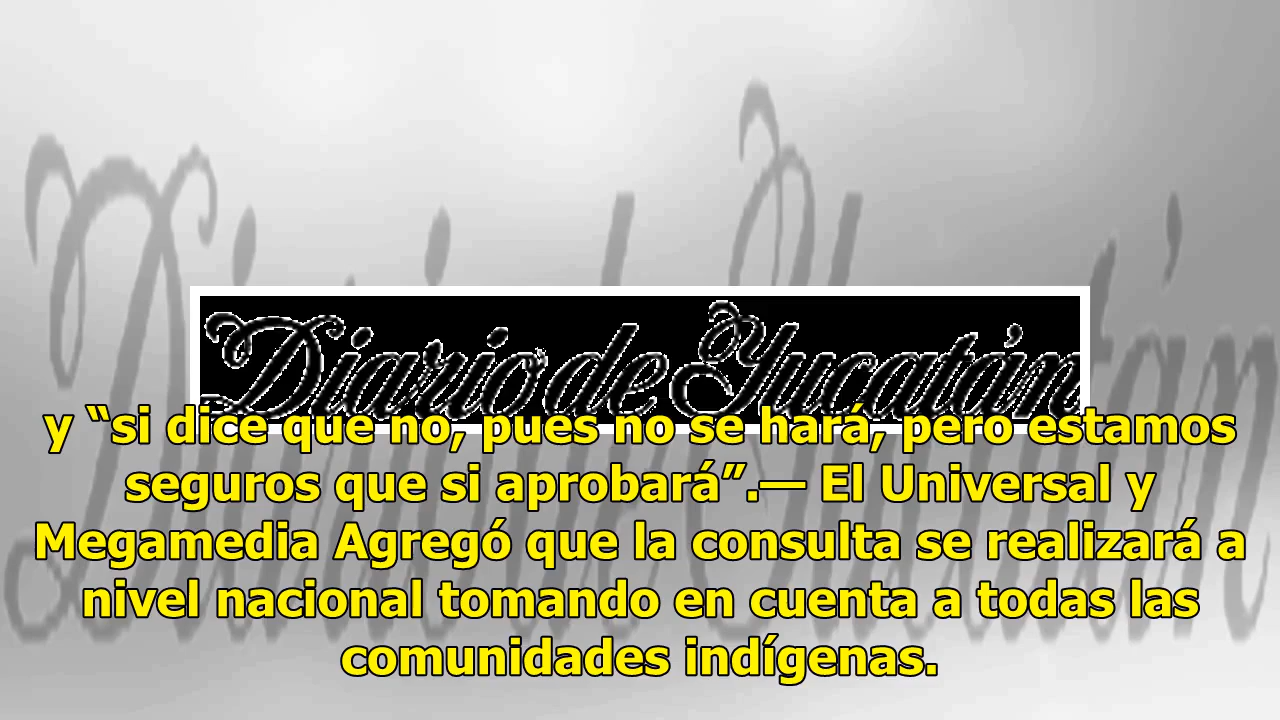 Diario de Yucatán
y “si dice que no, pues no se hará, pero estamos
seguros que si aprobará”.— El Universal y
Megamedia Agregó que la consulta se realizará a
nivel nacional tomando en cuenta a todas las
comunidades indígenas.